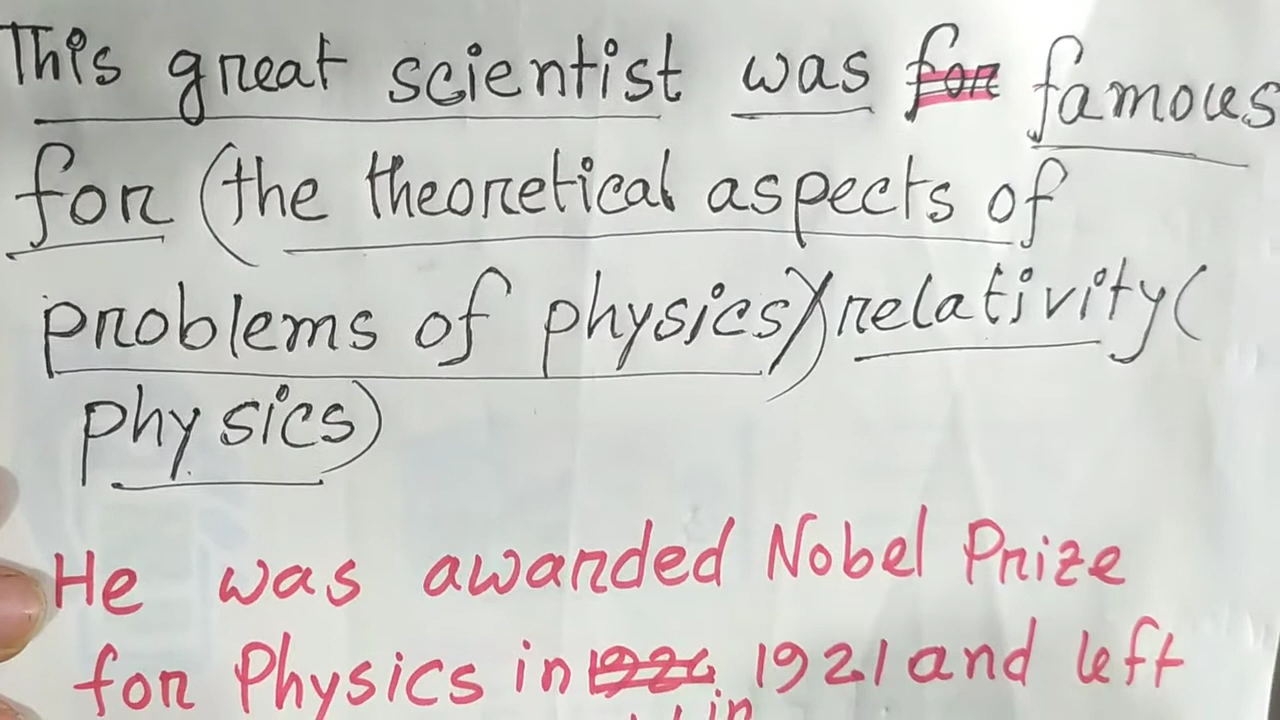 This great scientist was for famous
for (the theoretical aspects of
problems of physics) relativity(
physics)
He was awarded Nobel Prize
for Physics in 1921 and left
in